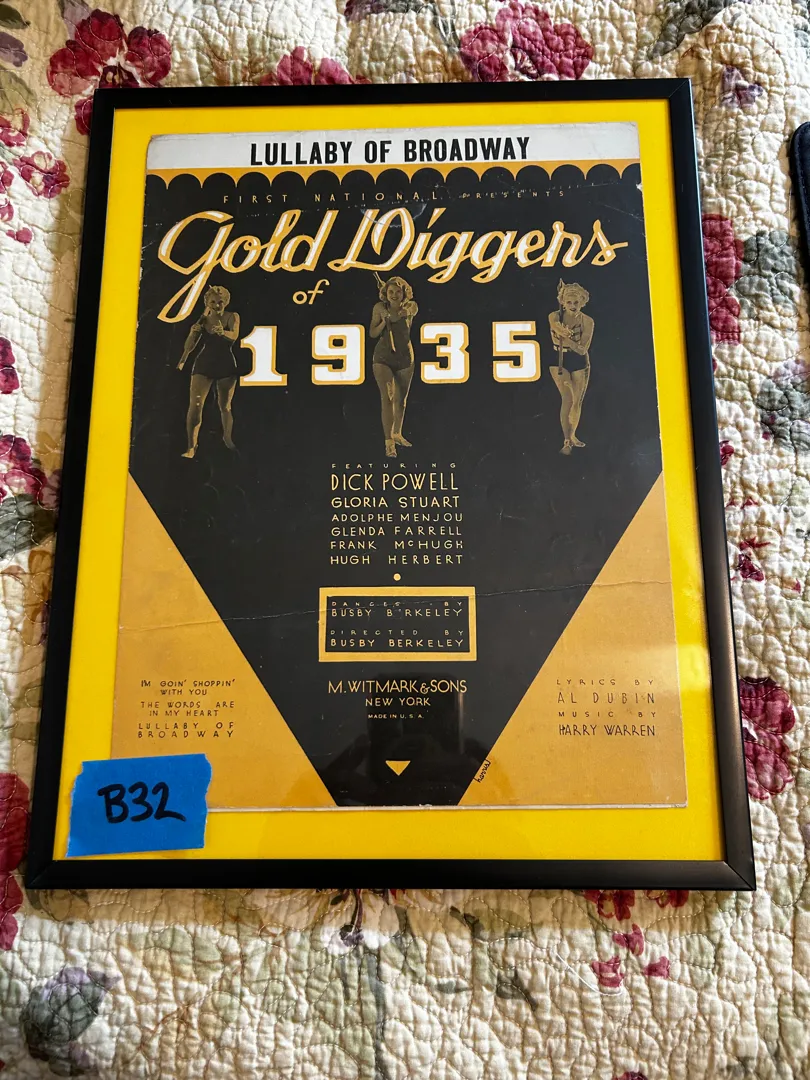 LULLABY OF BROADWAY
FIRST NATIONAL PRESENTS
Gold Diggers
of
1935
FEATURING
DICK POWELL
GLORIA STUART
ADOLPHE MENJOU
GLENDA FARRELL
FRANK McHUGH
HUGH HERBERT
DANCES BY
BUSBY BERKELEY
DIRECTED BY
BUSBY BERKELEY
M. WITMARK & SONS
NEW YORK
MADE IN U.S.A.
I'M GOIN' SHOPPIN'
WITH YOU
THE WORDS ARE
IN MY HEART
LULLABY OF
BROADWAY
LYRICS BY
AL DUBIN
MUSIC BY
HARRY WARREN
B32